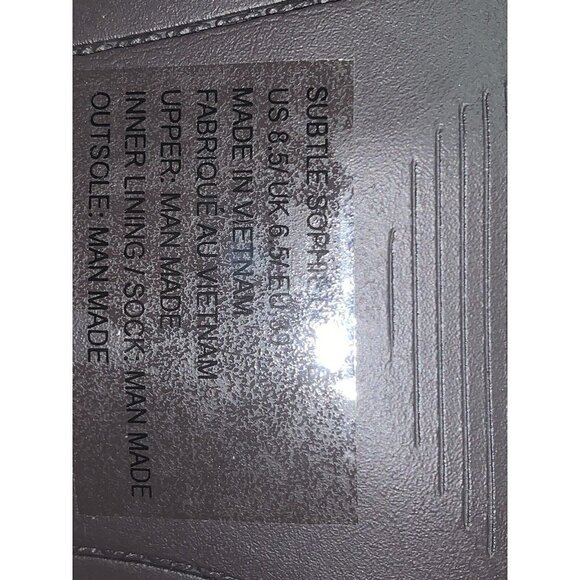 SUBTLE
US 8.5/ UK 6.5/ EU
MADE IN VIETNAM
FABRIQUÉ AU VIETNAM
UPPER: MAN MADE
INNER LINING / SOCK: MAN MADE
OUTSOLE: MAN MADE